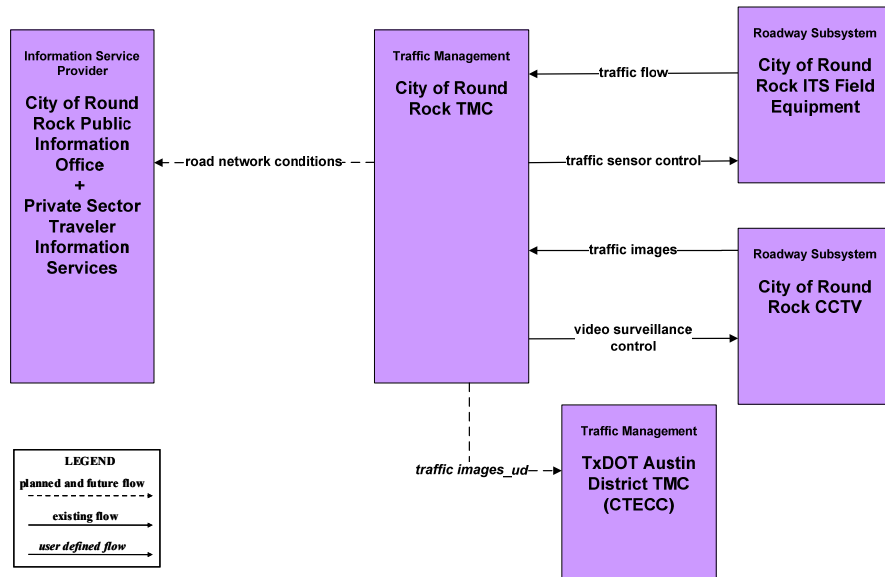 Information Service
Provider
City of Round
Rock Public
Information
Office
+
Private Sector
Traveler
Information
Services
road network conditions
Traffic Management
City of Round
Rock TMC
traffic flow
traffic sensor control
traffic images
video surveillance
control
Roadway Subsystem
City of Round
Rock ITS Field
Equipment
Roadway Subsystem
City of Round
Rock CCTV
traffic images_ud
Traffic Management
TxDOT Austin
District TMC
(CTECC)
LEGEND
planned and future flow
existing flow
user defined flow